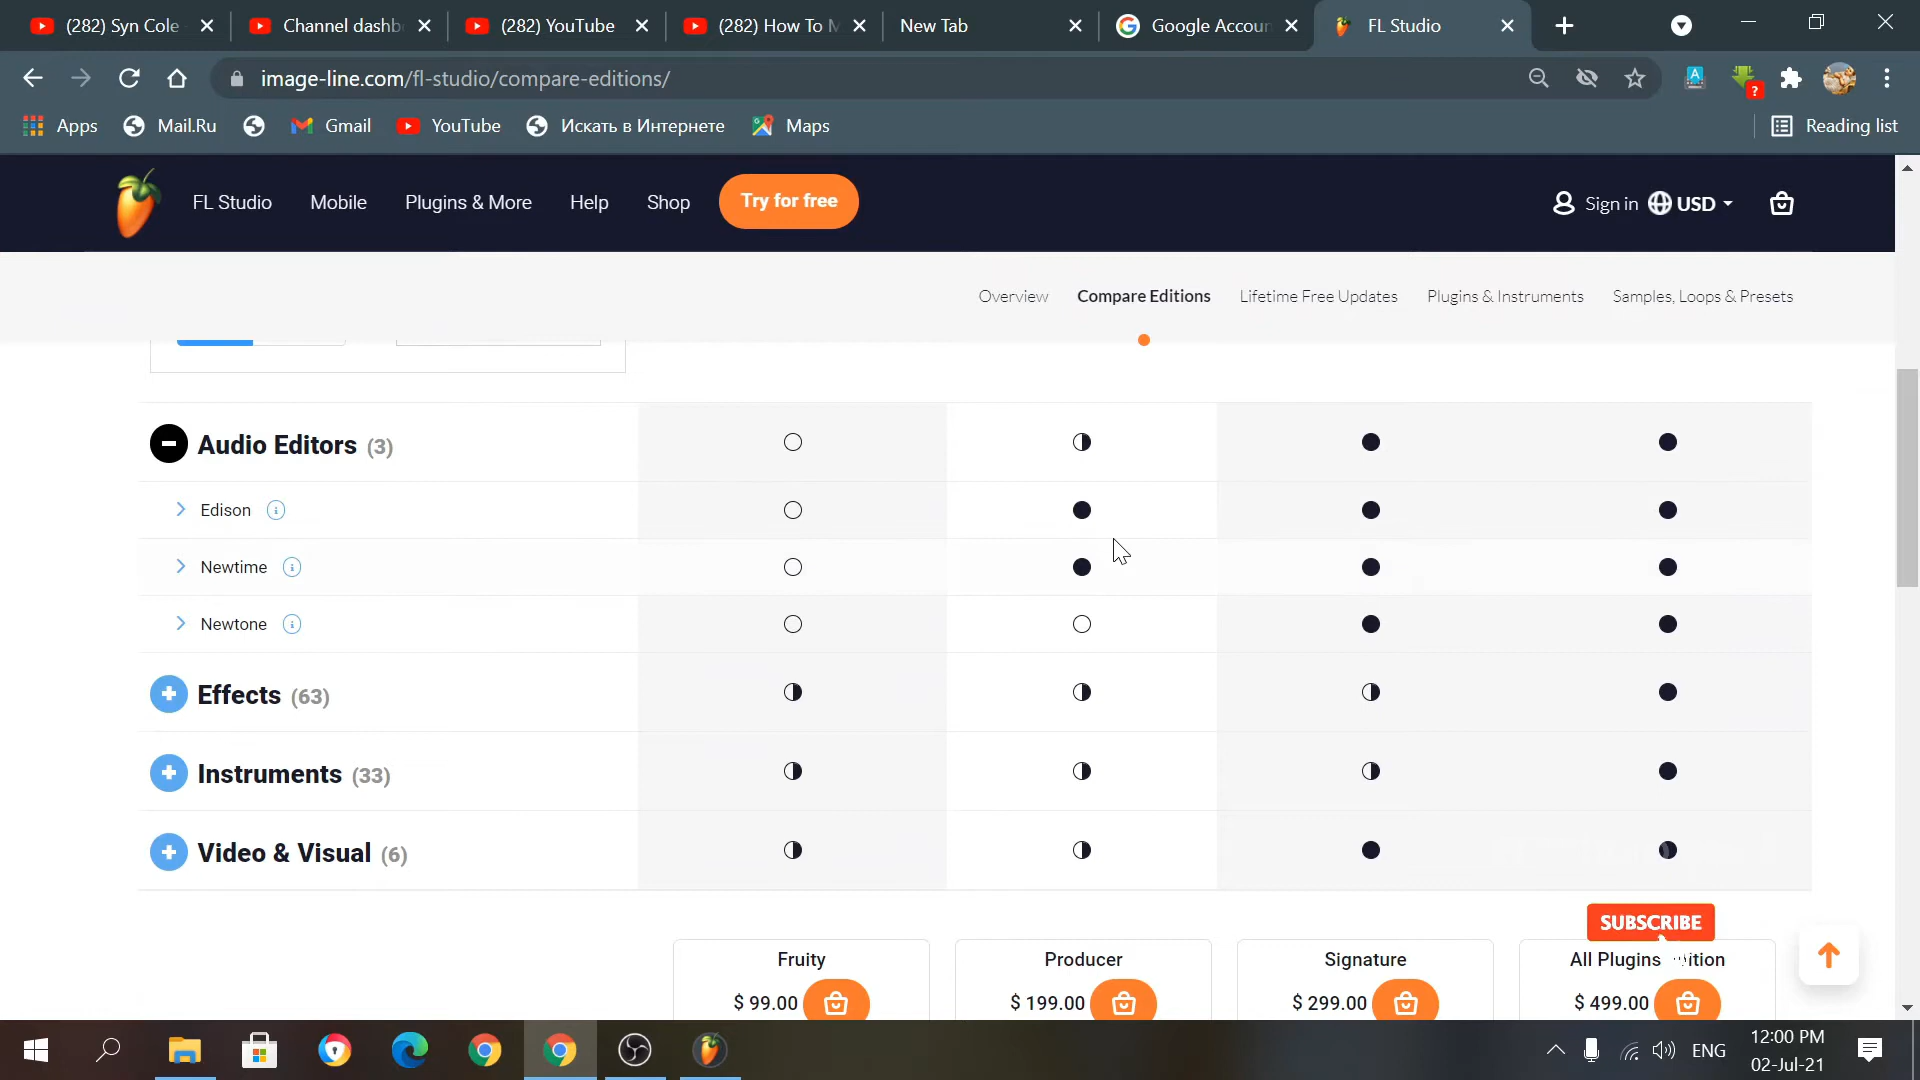 (282) Syn Cole
Channel dashb
(282) YouTube
(282) How To M
New Tab
Google Accoun
FL Studio
image-line.com/fl-studio/compare-editions/
Apps
Mail.Ru
Gmail
YouTube
Искать в Интернете
Maps
Reading list
FL Studio
Mobile
Plugins & More
Help
Shop
Try for free
Sign in
USD
Overview
Compare Editions
Lifetime Free Updates
Plugins & Instruments
Samples, Loops & Presets
Audio Editors (3)
Edison
Newtime
Newtone
Effects (63)
Instruments (33)
Video & Visual (6)
SUBSCRIBE
Fruity
Producer
Signature
All Plugins ition
$ 99.00
$ 199.00
$ 299.00
$ 499.00
ENG
12:00 PM
02-Jul-21